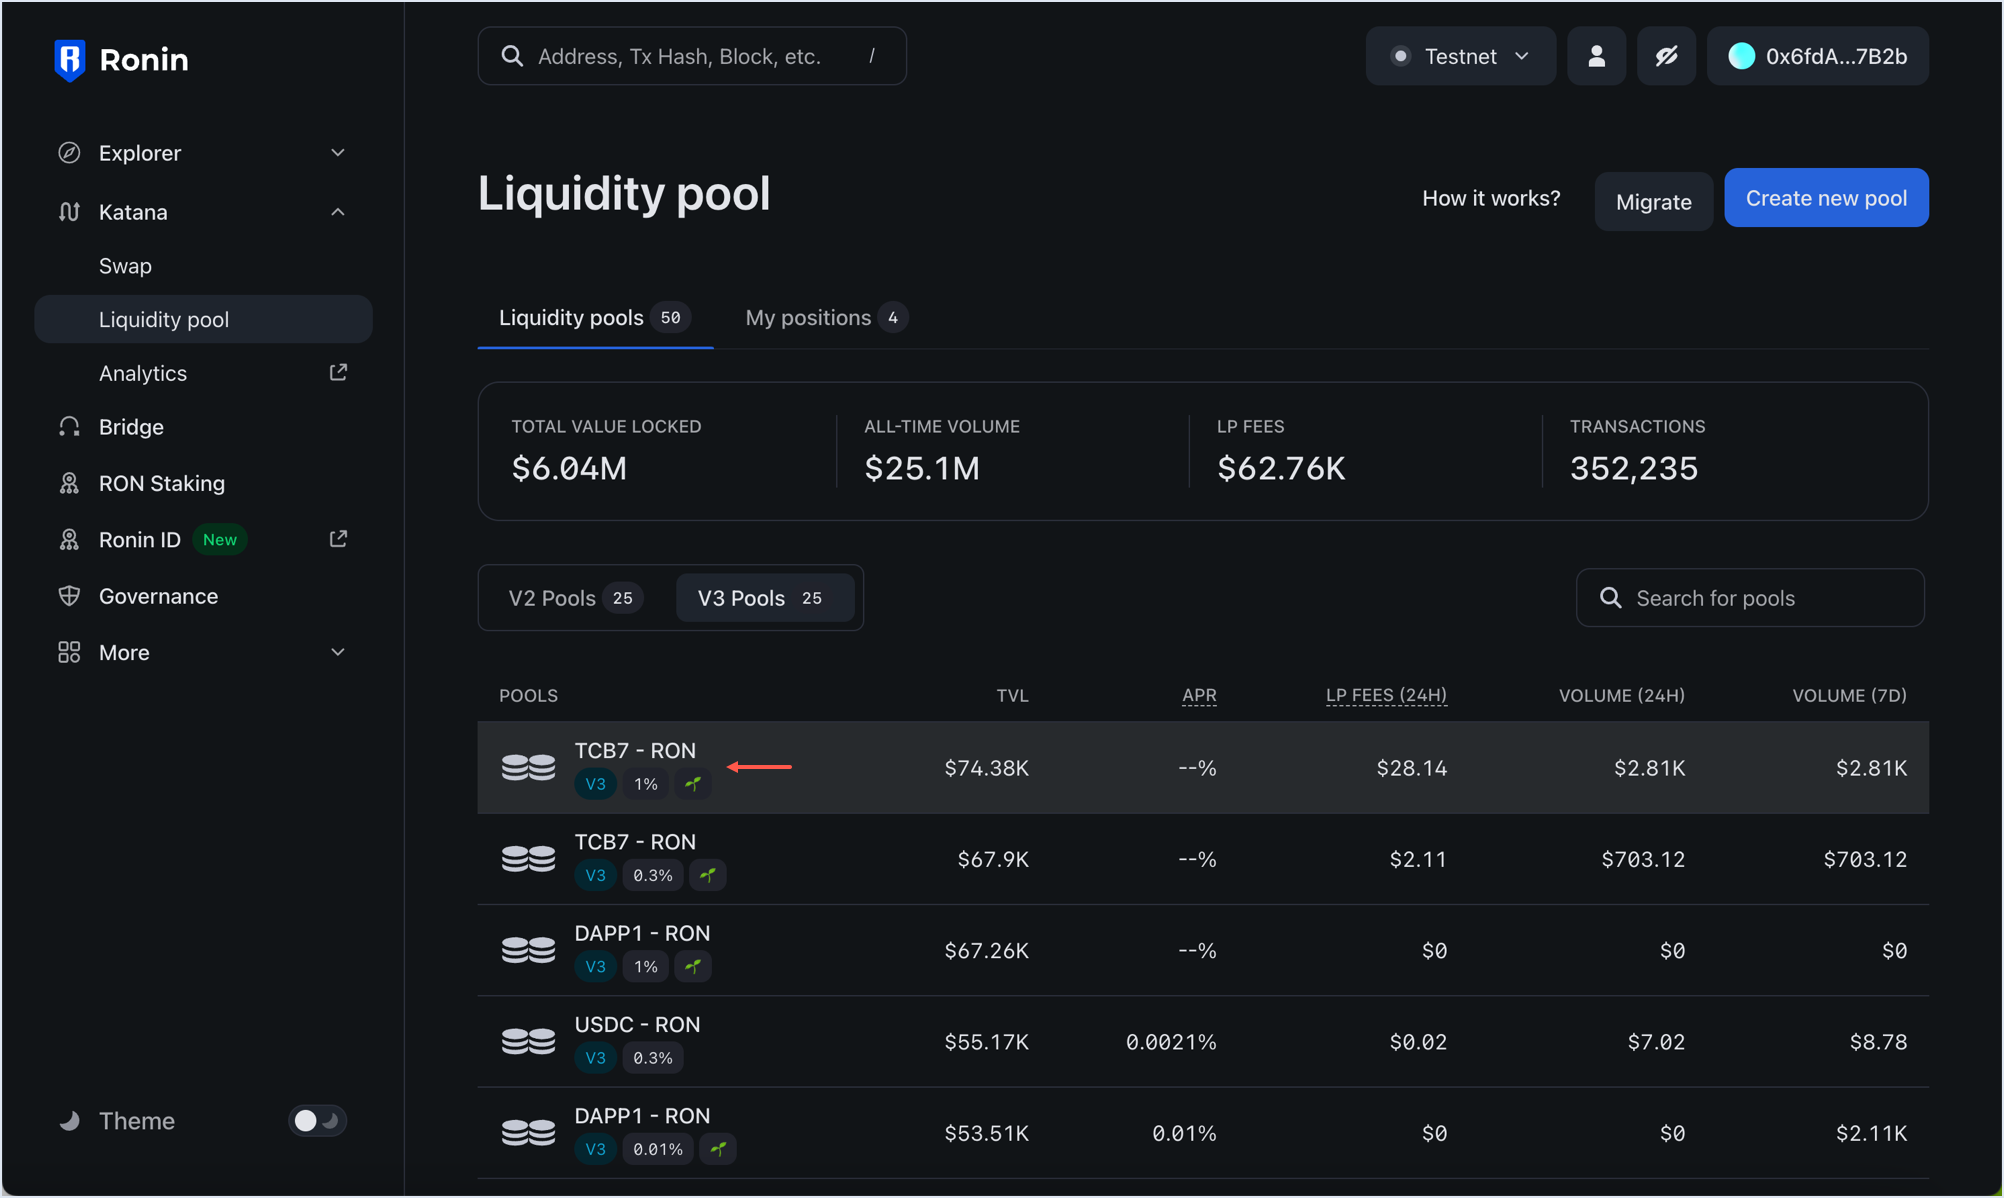 Ronin
Address, Tx Hash, Block, etc. /
Testnet
0x6fdA...7B2b
Explorer
Katana
Swap
Liquidity pool
Analytics
Bridge
RON Staking
Ronin ID New
Governance
More
Theme
Liquidity pool
How it works?
Migrate
Create new pool
Liquidity pools 50
My positions 4
TOTAL VALUE LOCKED
$6.04M
ALL-TIME VOLUME
$25.1M
LP FEES
$62.76K
TRANSACTIONS
352,235
V2 Pools 25
V3 Pools 25
Search for pools
POOLS TVL APR LP FEES (24H) VOLUME (24H) VOLUME (7D)
TCB7 - RON
V3 1%
$74.38K --% $28.14 $2.81K $2.81K
TCB7 - RON
V3 0.3%
$67.9K --% $2.11 $703.12 $703.12
DAPP1 - RON
V3 1%
$67.26K --% $0 $0 $0
USDC - RON
V3 0.3%
$55.17K 0.0021% $0.02 $7.02 $8.78
DAPP1 - RON
V3 0.01%
$53.51K 0.01% $0 $0 $2.11K